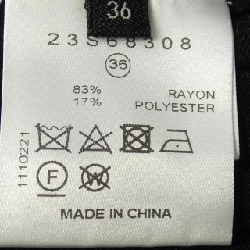 36
23S68308
36
83% RAYON
17% POLYESTER
1110221
F W
MADE IN CHINA